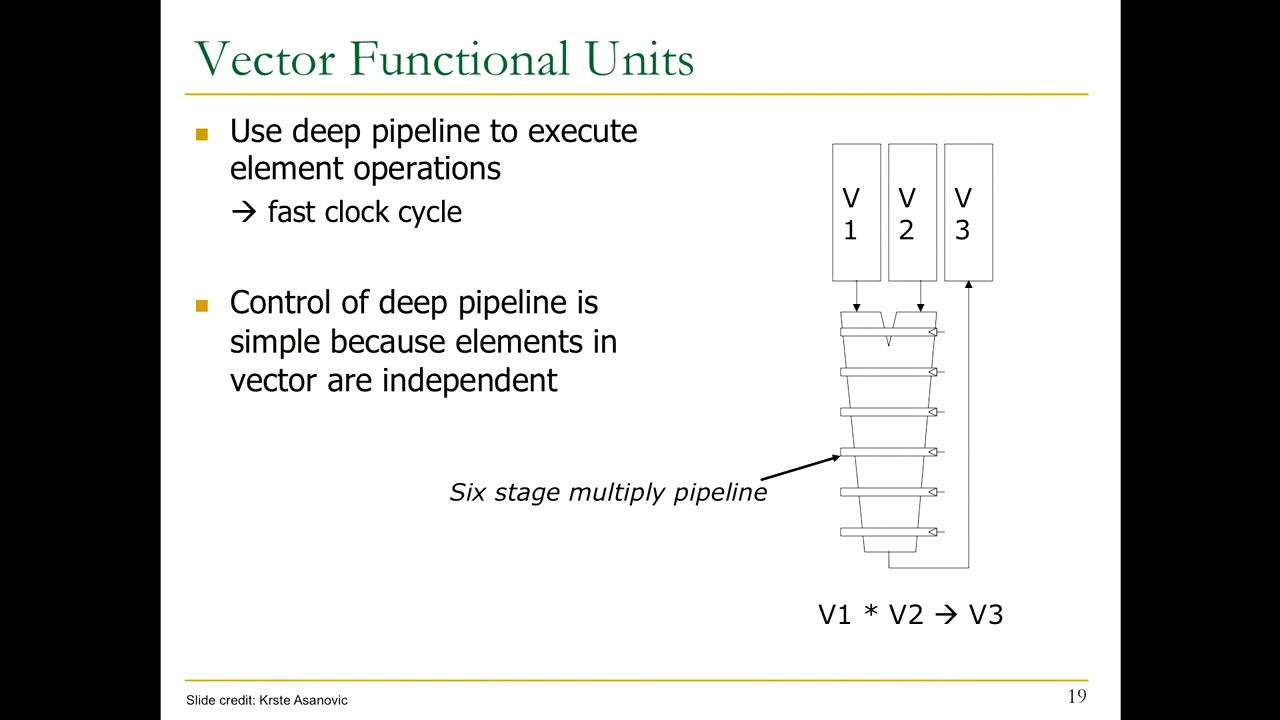 Vector Functional Units
Use deep pipeline to execute
element operations
→ fast clock cycle
Control of deep pipeline is
simple because elements in
vector are independent
V
1
V
2
V
3
Six stage multiply pipeline
V1 * V2 → V3
Slide credit: Krste Asanovic
19